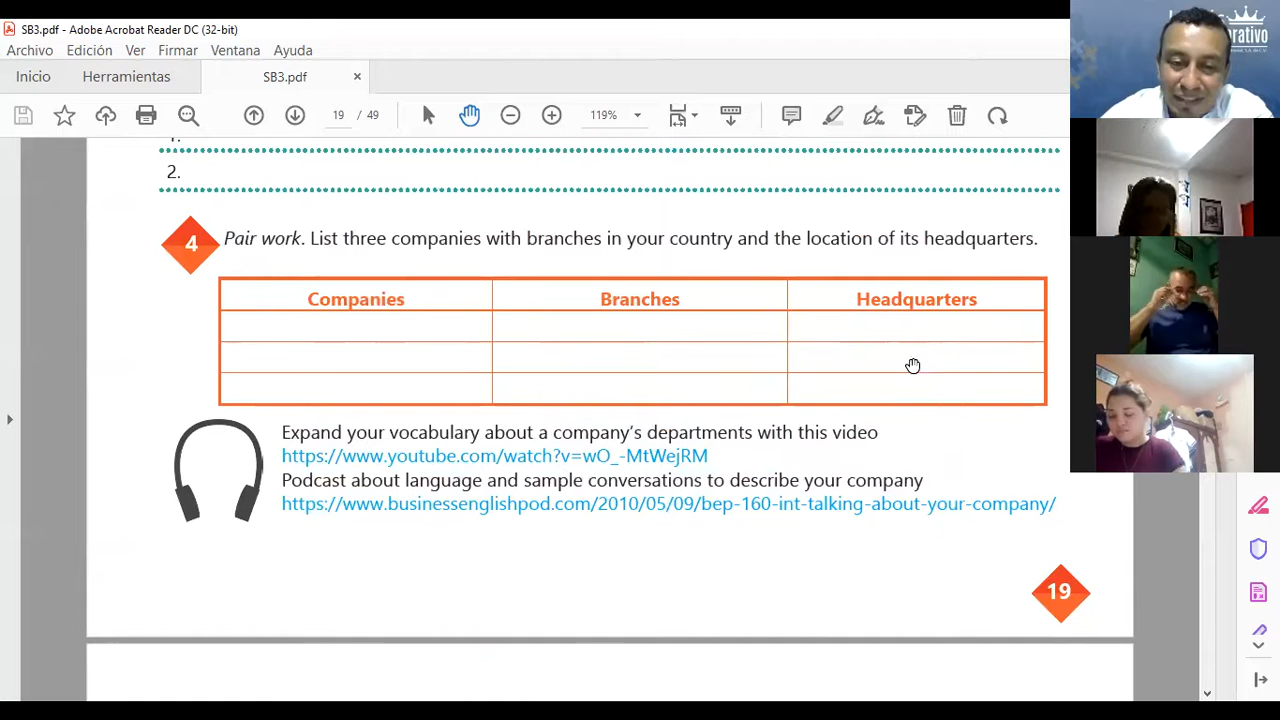 SB3.pdf - Adobe Acrobat Reader DC (32-bit)
Archivo Edición Ver Firmar Ventana Ayuda
Inicio Herramientas SB3.pdf ×
19 / 49 119%
2.
4 Pair work. List three companies with branches in your country and the location of its headquarters.
Companies Branches Headquarters
Expand your vocabulary about a company's departments with this video
https://www.youtube.com/watch?v=wO_-MtWejRM
Podcast about language and sample conversations to describe your company
https://www.businessenglishpod.com/2010/05/09/bep-160-int-talking-about-your-company/
19